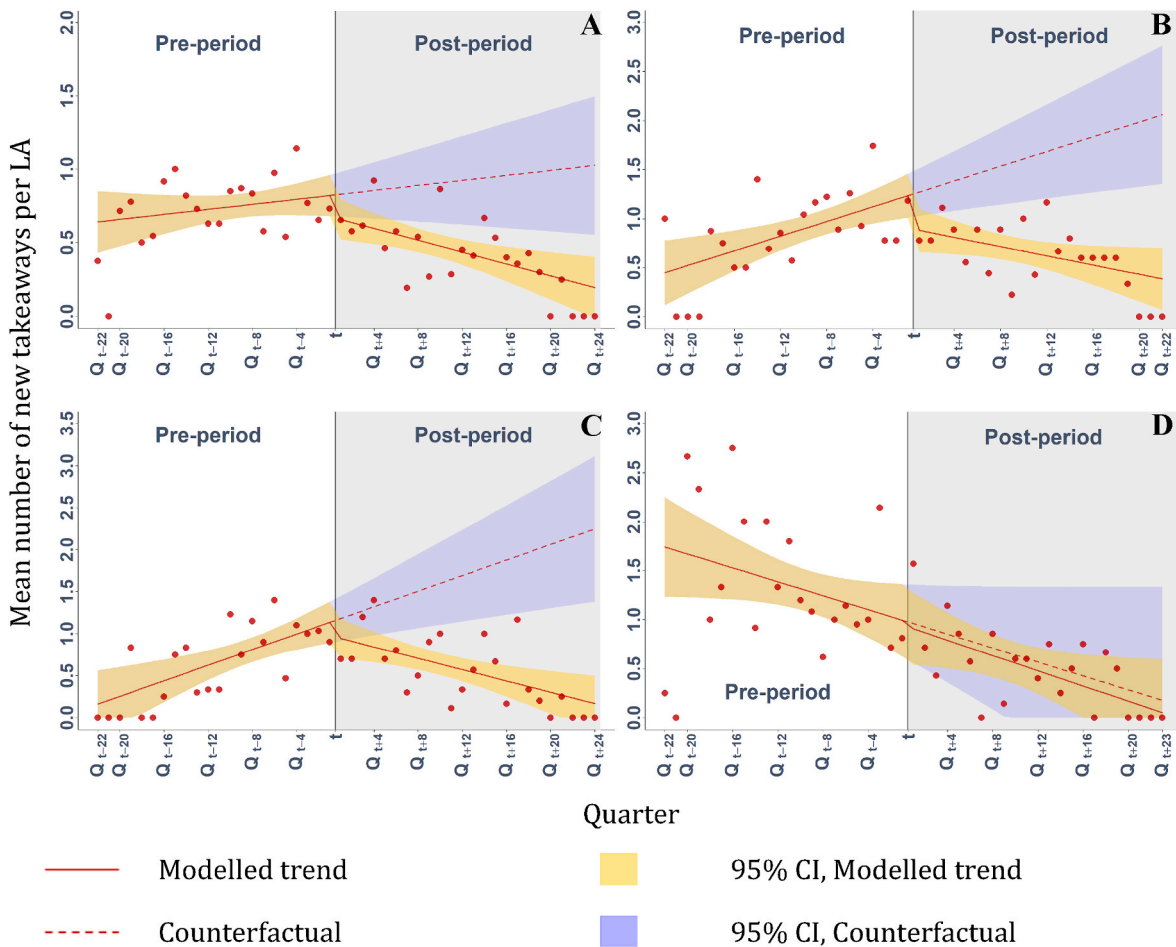 Mean number of new takeaways per LA
A
Pre-period
Post-period
2.0
1.5
1.0
0.5
0.0
Q t−22
Q t−20
Q t−16
Q t−12
Q t−8
Q t−4
t
Q t+4
Q t+8
Q t+12
Q t+16
Q t+20
Q t+24
B
Pre-period
Post-period
3.0
2.5
2.0
1.5
1.0
0.5
0.0
Q t−22
Q t−20
Q t−16
Q t−12
Q t−8
Q t−4
t
Q t+4
Q t+8
Q t+12
Q t+16
Q t+20
Q t+22
C
Pre-period
Post-period
3.5
3.0
2.5
2.0
1.5
1.0
0.5
0.0
Q t−22
Q t−20
Q t−16
Q t−12
Q t−8
Q t−4
t
Q t+4
Q t+8
Q t+12
Q t+16
Q t+20
Q t+24
D
Post-period
Pre-period
3.0
2.5
2.0
1.5
1.0
0.5
0.0
Q t−22
Q t−20
Q t−16
Q t−12
Q t−8
Q t−4
t
Q t+4
Q t+8
Q t+12
Q t+16
Q t+20
Q t+23
Quarter
Modelled trend
95% CI, Modelled trend
Counterfactual
95% CI, Counterfactual